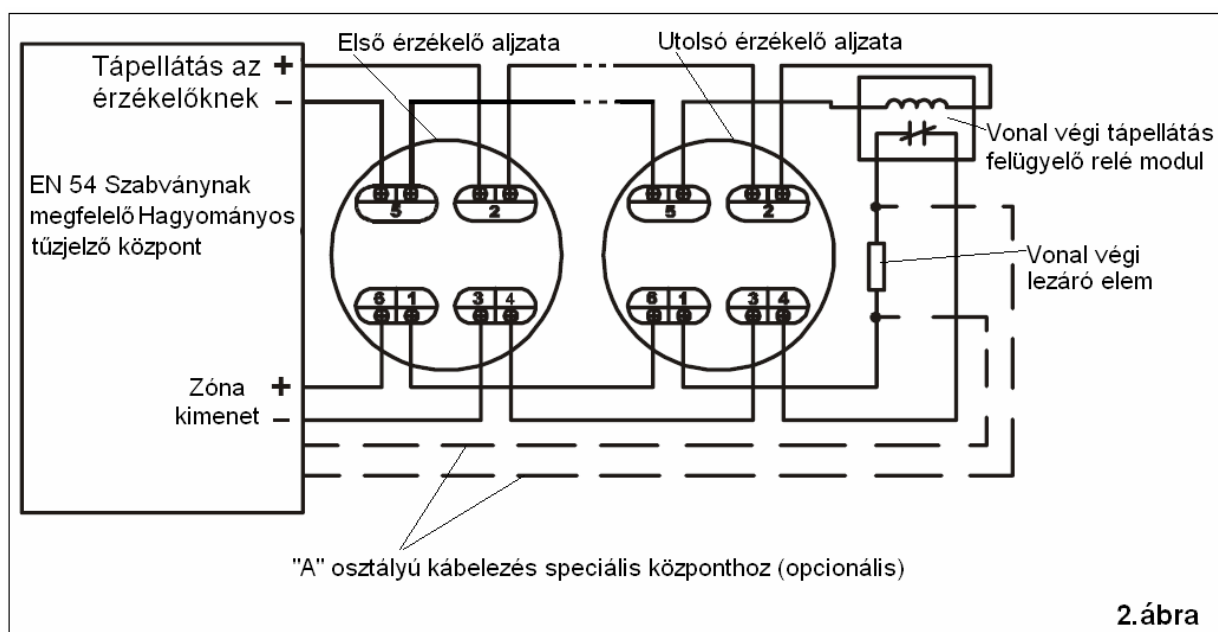 Első érzékelő aljzata
Utolsó érzékelő aljzata
Tápellátás az +
érzékelőknek −
Vonal végi tápellátás
felügyelő relé modul
EN 54 Szabványnak
megfelelő Hagyományos
tűzjelző központ
5 2 5 2
Vonal végi
lezáró elem
6 1 3 4 6 1 3 4
Zóna +
kimenet −
"A" osztályú kábelezés speciális központhoz (opcionális)
2.ábra